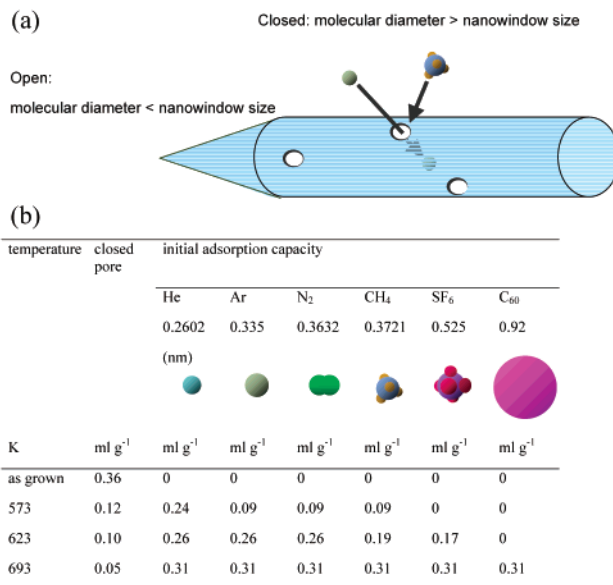 (a)
Closed: molecular diameter > nanowindow size
Open:
molecular diameter < nanowindow size
(b)
temperature closed pore initial adsorption capacity
He Ar N₂ CH₄ SF₆ C₆₀
0.2602 0.335 0.3632 0.3721 0.525 0.92
(nm)
K ml g⁻¹ ml g⁻¹ ml g⁻¹ ml g⁻¹ ml g⁻¹ ml g⁻¹ ml g⁻¹
as grown 0.36 0 0 0 0 0 0
573 0.12 0.24 0.09 0.09 0.09 0 0
623 0.10 0.26 0.26 0.26 0.19 0.17 0
693 0.05 0.31 0.31 0.31 0.31 0.31 0.31